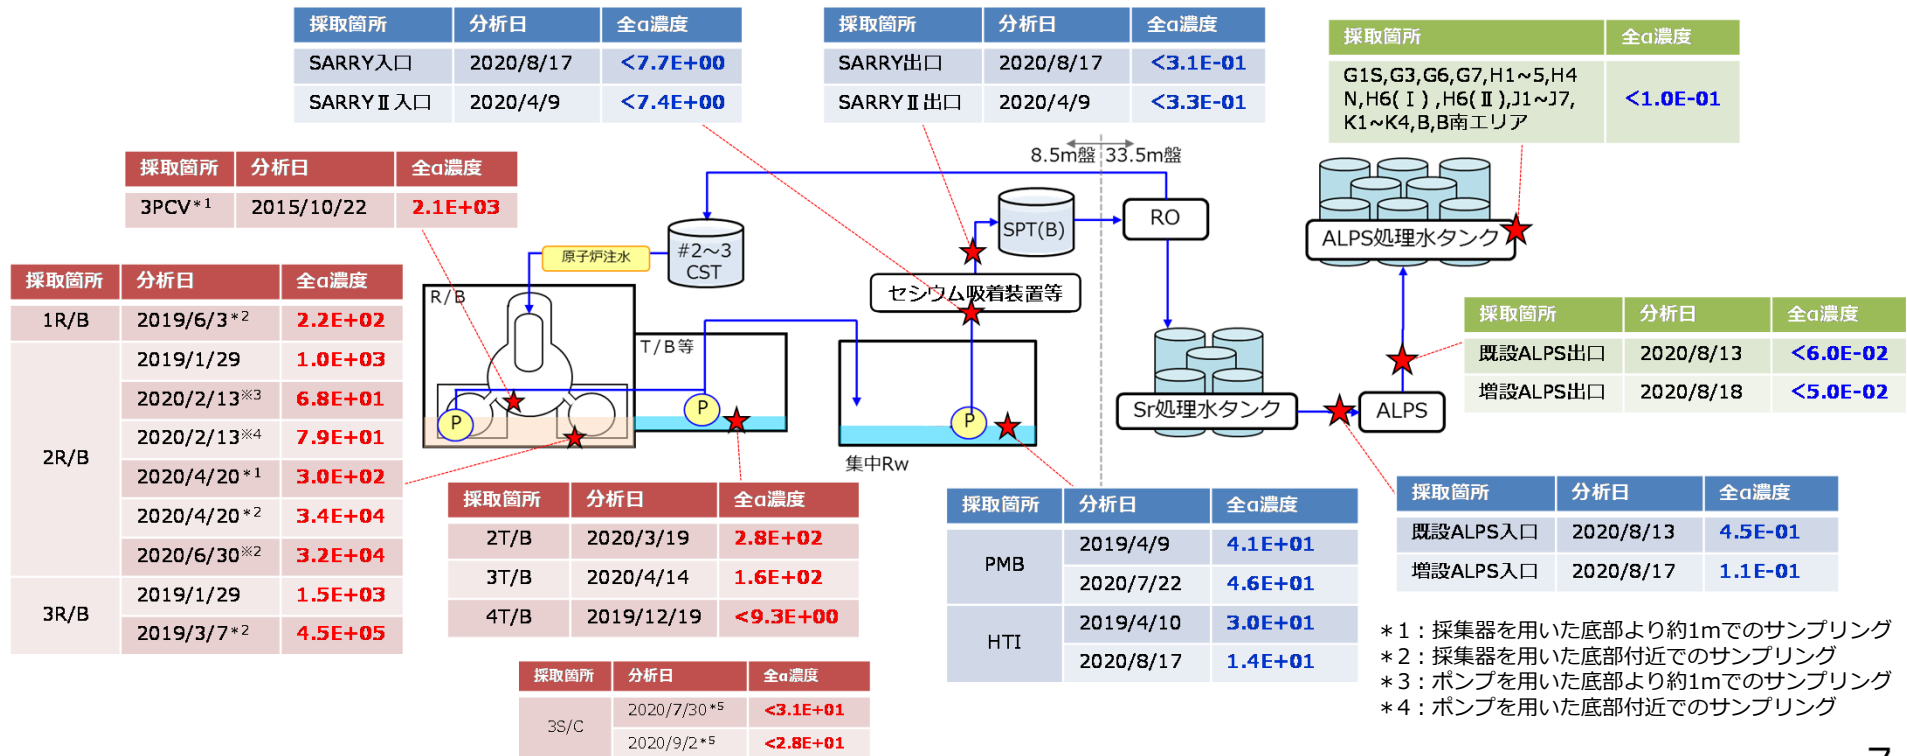 採取箇所 分析日 全α濃度
SARRY入口 2020/8/17 <7.7E+00
SARRYⅡ入口 2020/4/9 <7.4E+00
採取箇所 分析日 全α濃度
SARRY出口 2020/8/17 <3.1E-01
SARRYⅡ出口 2020/4/9 <3.3E-01
採取箇所 全α濃度
G1S,G3,G6,G7,H1~5,H4
N,H6(Ⅰ),H6(Ⅱ),J1~J7,
K1~K4,B,B南エリア
<1.0E-01
採取箇所 分析日 全α濃度
3PCV*1 2015/10/22 2.1E+03
8.5m盤 33.5m盤
#2~3
CST
原子炉注水
SPT(B)
RO
ALPS処理水タンク
セシウム吸着装置等
R/B
T/B等
P
P
P
集中Rw
Sr処理水タンク
ALPS
採取箇所 分析日 全α濃度
1R/B 2019/6/3*2 2.2E+02
2R/B 2019/1/29 1.0E+03
2020/2/13※3 6.8E+01
2020/2/13※4 7.9E+01
2020/4/20*1 3.0E+02
2020/4/20*2 3.4E+04
2020/6/30※2 3.2E+04
3R/B 2019/1/29 1.5E+03
2019/3/7*2 4.5E+05
採取箇所 分析日 全α濃度
既設ALPS出口 2020/8/13 <6.0E-02
増設ALPS出口 2020/8/18 <5.0E-02
採取箇所 分析日 全α濃度
2T/B 2020/3/19 2.8E+02
3T/B 2020/4/14 1.6E+02
4T/B 2019/12/19 <9.3E+00
採取箇所 分析日 全α濃度
PMB 2019/4/9 4.1E+01
2020/7/22 4.6E+01
HTI 2019/4/10 3.0E+01
2020/8/17 1.4E+01
採取箇所 分析日 全α濃度
既設ALPS入口 2020/8/13 4.5E-01
増設ALPS入口 2020/8/17 1.1E-01
採取箇所 分析日 全α濃度
3S/C 2020/7/30*5 <3.1E+01
2020/9/2*5 <2.8E+01
*1:採集器を用いた底部より約1mでのサンプリング
*2:採集器を用いた底部付近でのサンプリング
*3:ポンプを用いた底部より約1mでのサンプリング
*4:ポンプを用いた底部付近でのサンプリング